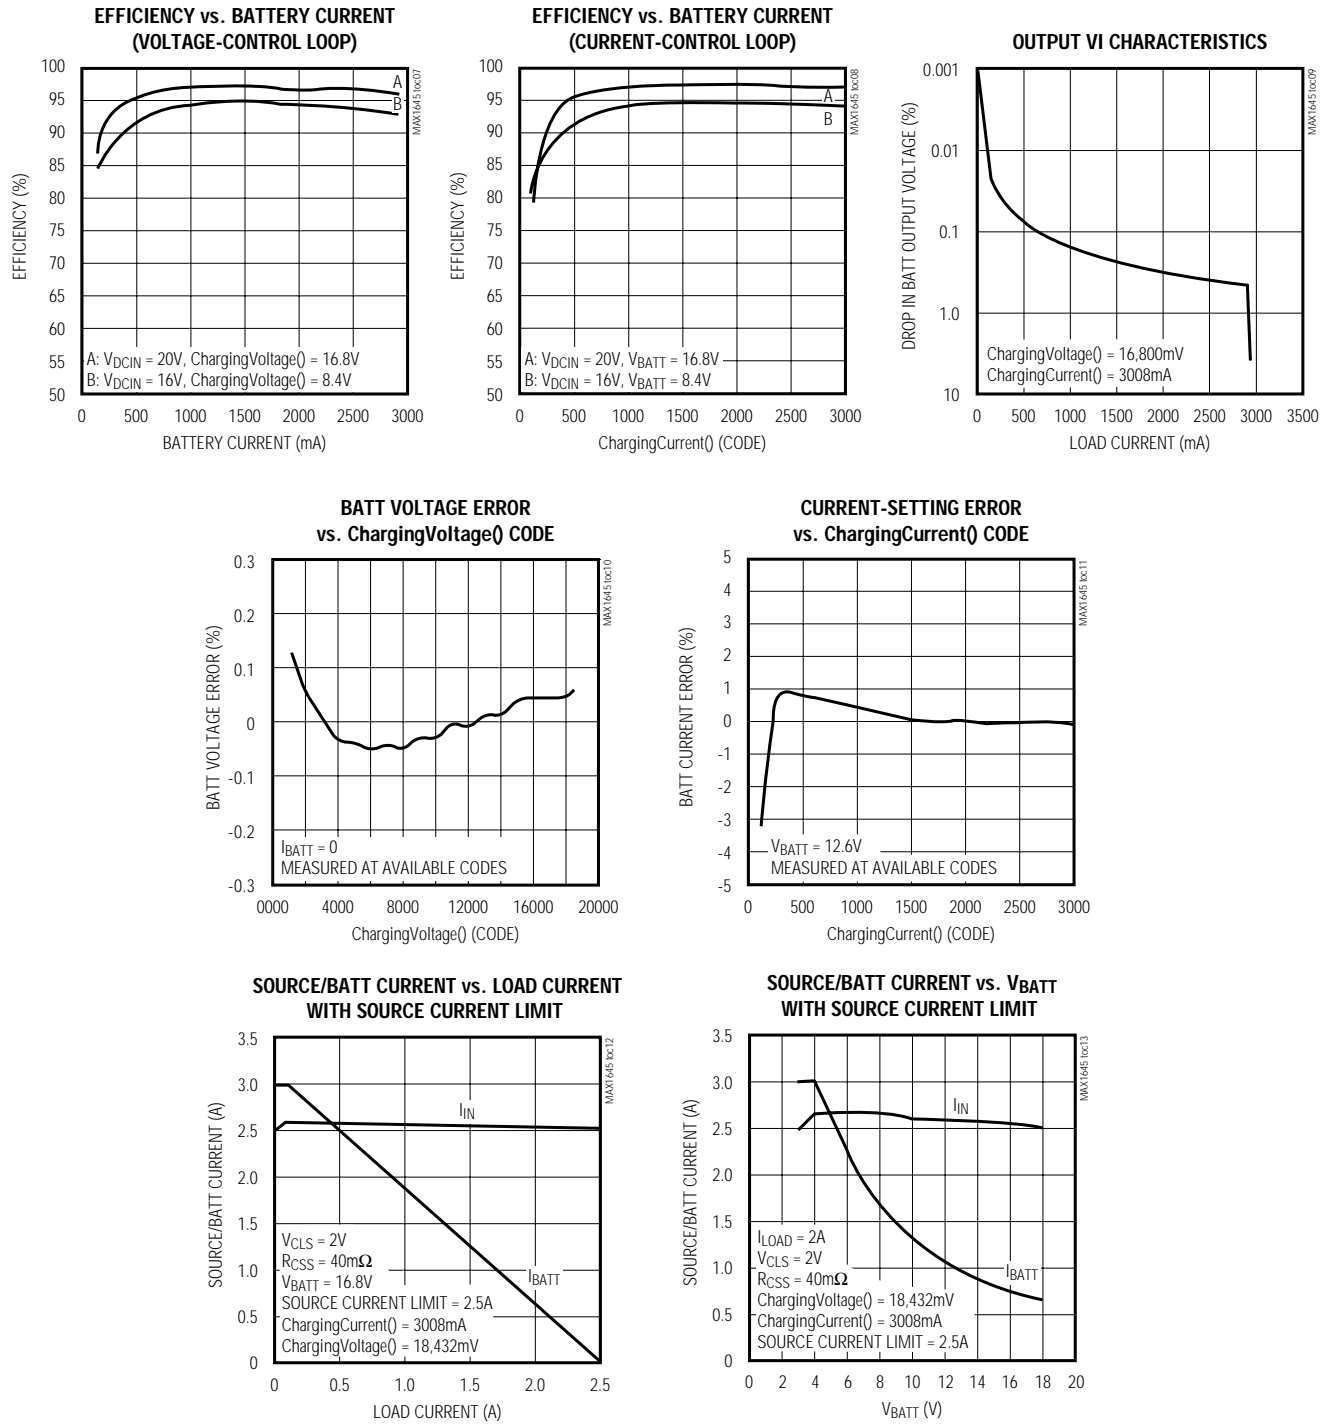 EFFICIENCY vs. BATTERY CURRENT
(VOLTAGE-CONTROL LOOP)
100
95
90
85
80
75
70
65
60
55
50
EFFICIENCY (%)
A
B
MAX1645 toc07
A: VDCIN = 20V, ChargingVoltage() = 16.8V
B: VDCIN = 16V, ChargingVoltage() = 8.4V
0 500 1000 1500 2000 2500 3000
BATTERY CURRENT (mA)
EFFICIENCY vs. BATTERY CURRENT
(CURRENT-CONTROL LOOP)
100
95
90
85
80
75
70
65
60
55
50
EFFICIENCY (%)
A
B
MAX1645 toc08
A: VDCIN = 20V, VBATT = 16.8V
B: VDCIN = 16V, VBATT = 8.4V
0 500 1000 1500 2000 2500 3000
ChargingCurrent() (CODE)
OUTPUT VI CHARACTERISTICS
0.001
0.01
0.1
1.0
10
DROP IN BATT OUTPUT VOLTAGE (%)
MAX1645 toc09
ChargingVoltage() = 16,800mV
ChargingCurrent() = 3008mA
0 500 1000 1500 2000 2500 3000 3500
LOAD CURRENT (mA)
BATT VOLTAGE ERROR
vs. ChargingVoltage() CODE
0.3
0.2
0.1
0
-0.1
-0.2
-0.3
BATT VOLTAGE ERROR (%)
MAX1645 toc10
IBATT = 0
MEASURED AT AVAILABLE CODES
0000 4000 8000 12000 16000 20000
ChargingVoltage() (CODE)
CURRENT-SETTING ERROR
vs. ChargingCurrent() CODE
5
4
3
2
1
0
-1
-2
-3
-4
-5
BATT CURRENT ERROR (%)
MAX1645 toc11
VBATT = 12.6V
MEASURED AT AVAILABLE CODES
0 500 1000 1500 2000 2500 3000
ChargingCurrent() (CODE)
SOURCE/BATT CURRENT vs. LOAD CURRENT
WITH SOURCE CURRENT LIMIT
3.5
3.0
2.5
2.0
1.5
1.0
0.5
0
SOURCE/BATT CURRENT (A)
MAX1645 toc12
IIN
IBATT
VCLS = 2V
RCSS = 40mΩ
VBATT = 16.8V
SOURCE CURRENT LIMIT = 2.5A
ChargingCurrent() = 3008mA
ChargingVoltage() = 18,432mV
0 0.5 1.0 1.5 2.0 2.5
LOAD CURRENT (A)
SOURCE/BATT CURRENT vs. VBATT
WITH SOURCE CURRENT LIMIT
3.5
3.0
2.5
2.0
1.5
1.0
0.5
0
SOURCE/BATT CURRENT (A)
MAX1645 toc13
IIN
IBATT
ILOAD = 2A
VCLS = 2V
RCSS = 40mΩ
ChargingVoltage() = 18,432mV
ChargingCurrent() = 3008mA
SOURCE CURRENT LIMIT = 2.5A
0 2 4 6 8 10 12 14 16 18 20
VBATT (V)